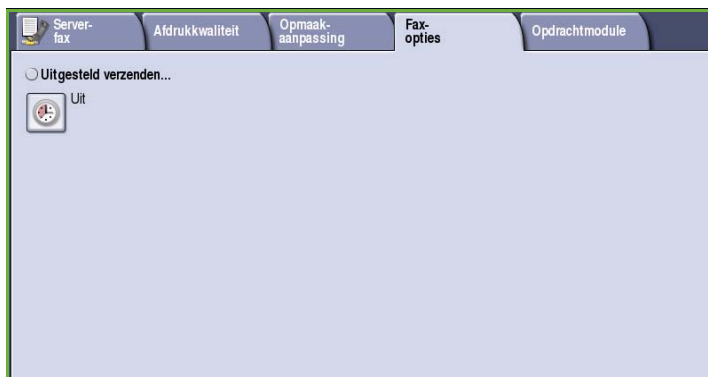 Server-
fax
Afdrukkwaliteit
Opmaak-
aanpassing
Fax-
opties
Opdrachtmodule
Uitgesteld verzenden...
Uit